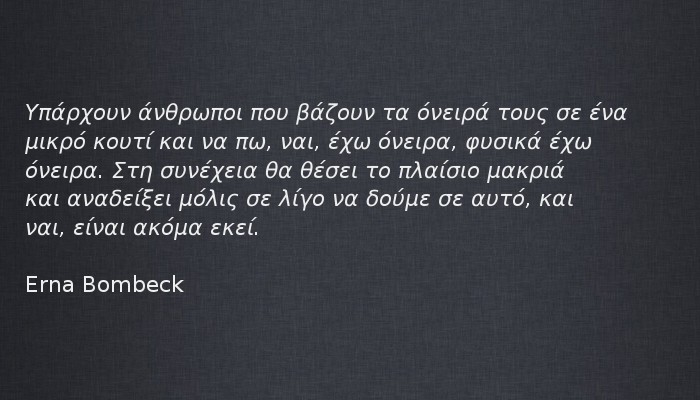 Υπάρχουν άνθρωποι που βάζουν τα όνειρά τους σε ένα
μικρό κουτί και να πω, ναι, έχω όνειρα, φυσικά έχω
όνειρα. Στη συνέχεια θα θέσει το πλαίσιο μακριά
και αναδείξει μόλις σε λίγο να δούμε σε αυτό, και
ναι, είναι ακόμα εκεί.
Erna Bombeck